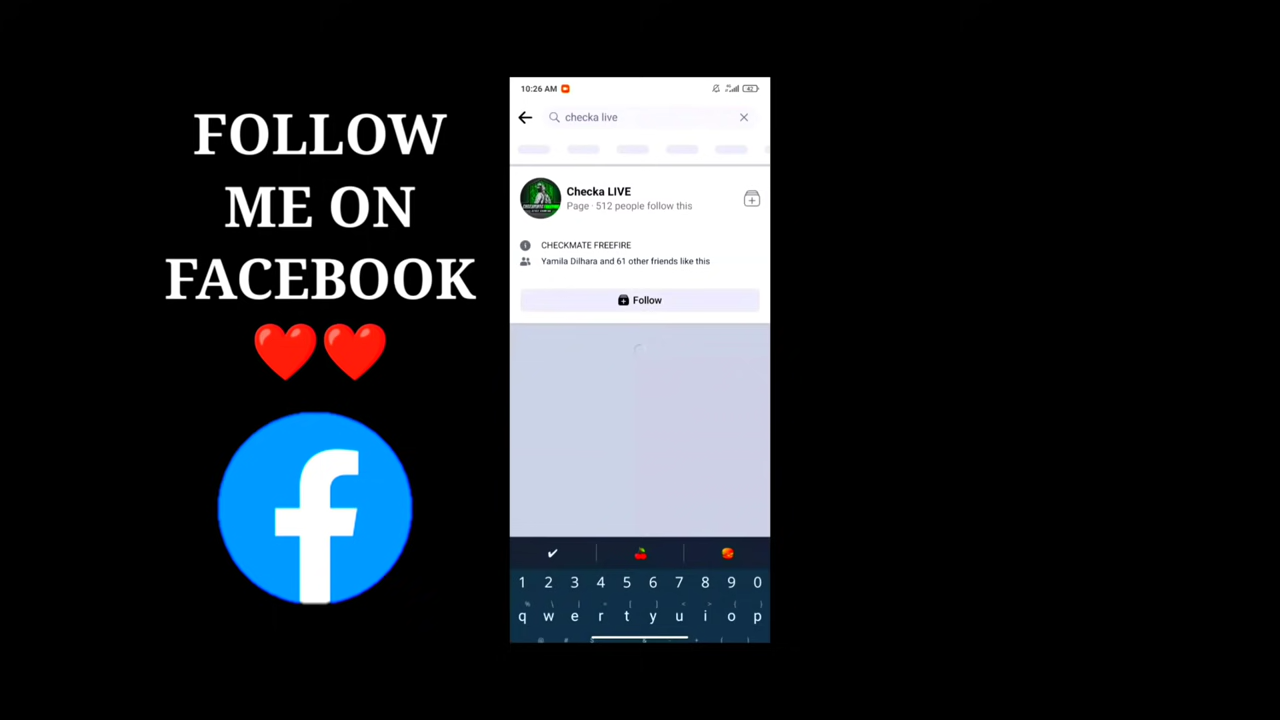 FOLLOW
ME ON
FACEBOOK
10:26 AM
42
checka live
Checka LIVE
Page · 512 people follow this
CHECKMATE FREEFIRE
Yamila Dilhara and 61 other friends like this
Follow
1 2 3 4 5 6 7 8 9 0
q w e r t y u i o p